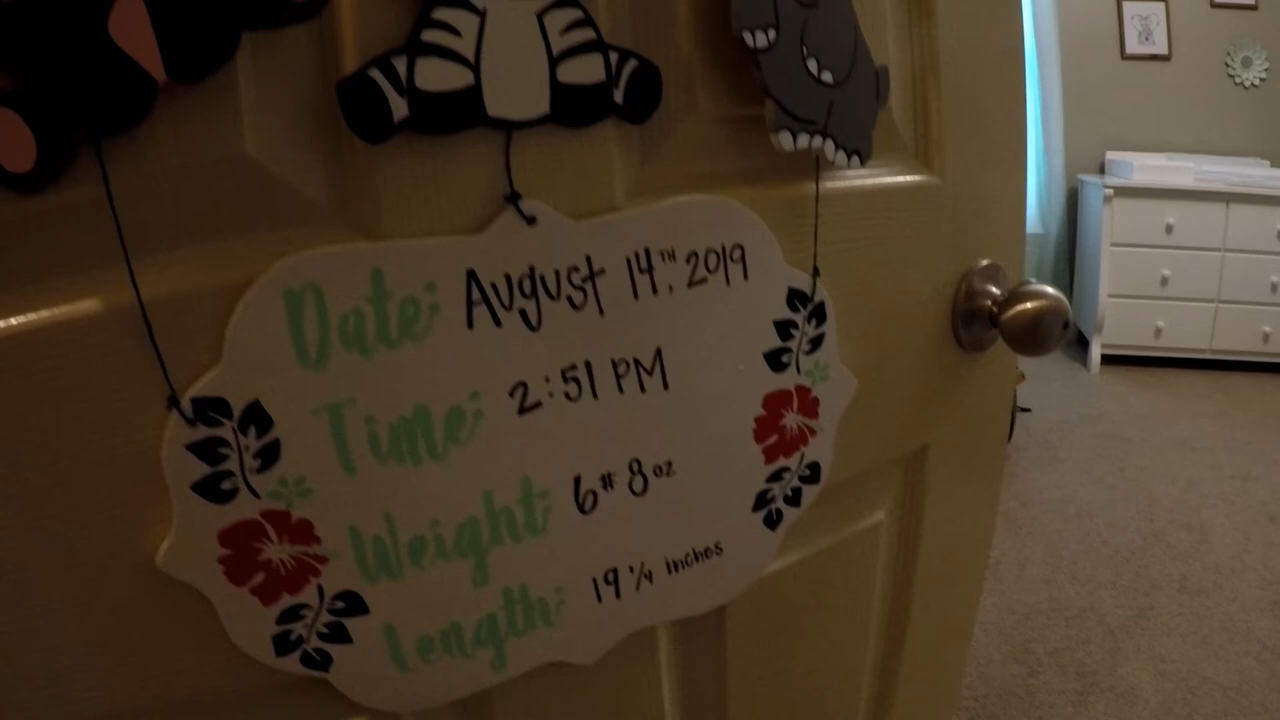 Date: August 14TH, 2019
Time: 2:51 PM
Weight: 6# 8oz
Length: 19 1/4 inches